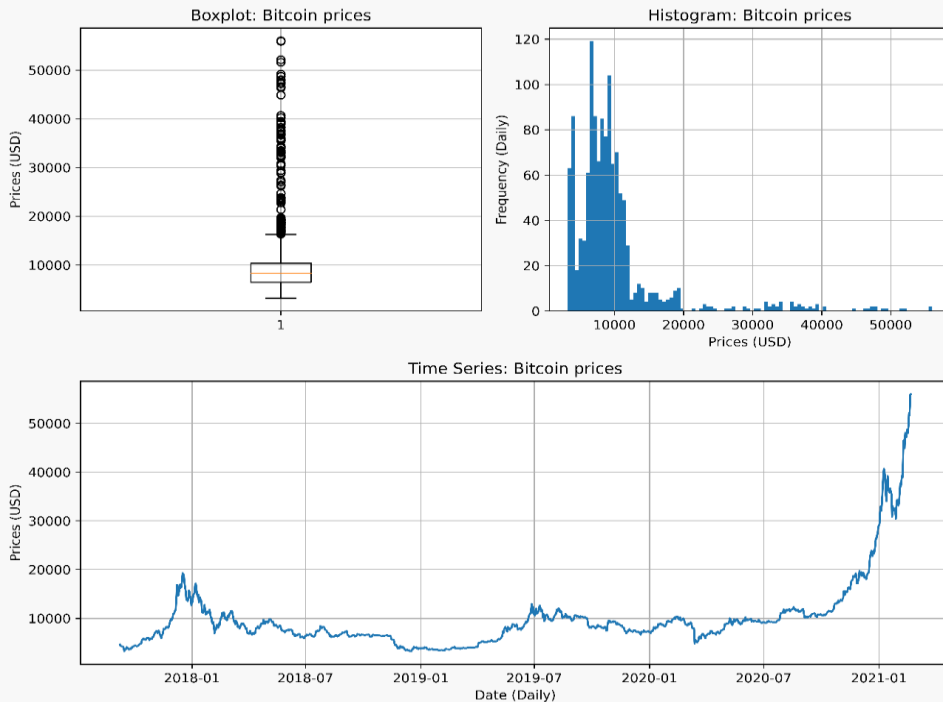 Boxplot: Bitcoin prices
Prices (USD)
50000
40000
30000
20000
10000
1
Histogram: Bitcoin prices
Frequency (Daily)
120
100
80
60
40
20
0
10000 20000 30000 40000 50000
Prices (USD)
Time Series: Bitcoin prices
Prices (USD)
50000
40000
30000
20000
10000
2018-01 2018-07 2019-01 2019-07 2020-01 2020-07 2021-01
Date (Daily)